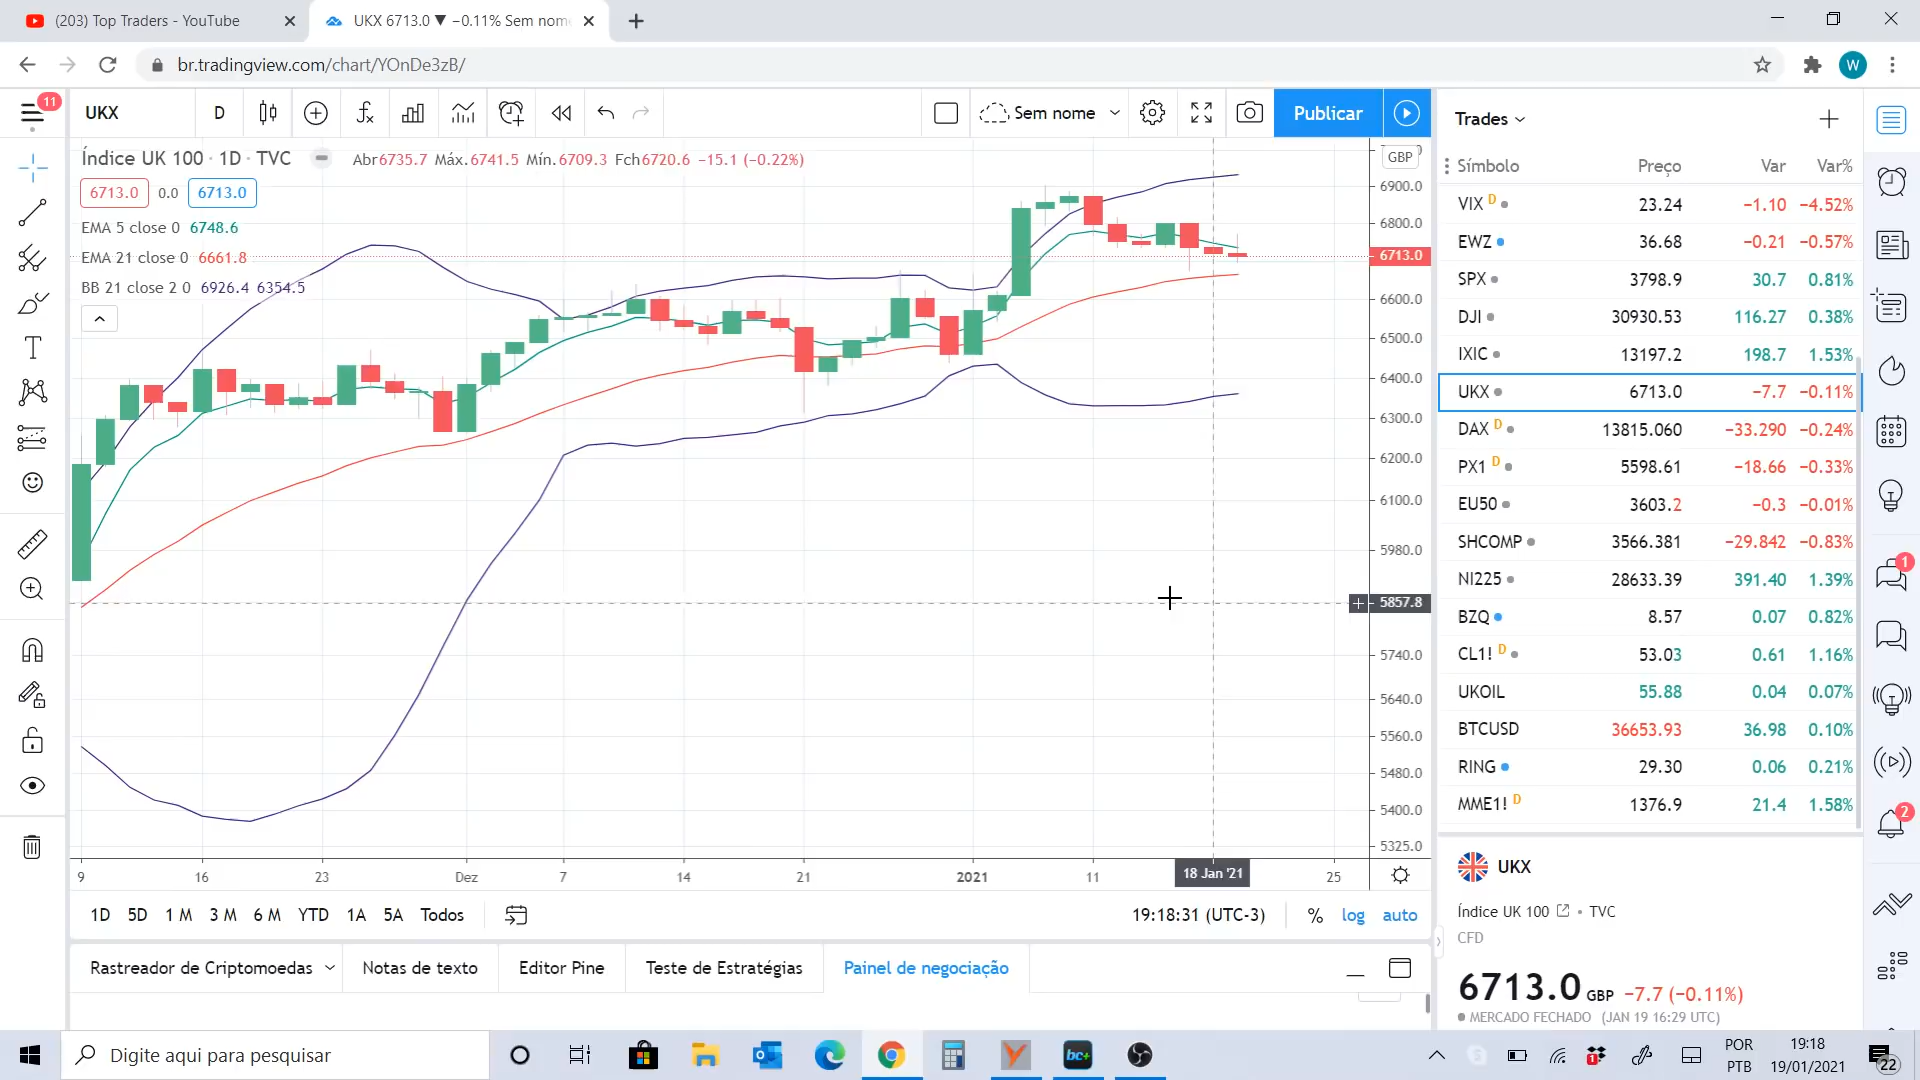 (203) Top Traders - YouTube
UKX 6713.0 ▼ −0.11% Sem nome
br.tradingview.com/chart/YOnDe3zB/
W
11
UKX
D
Sem nome
Publicar
Índice UK 100 · 1D · TVC
Abr6735.7 Máx.6741.5 Mín.6709.3 Fch6720.6 −15.1 (−0.22%)
6713.0 0.0 6713.0
EMA 5 close 0 6748.6
EMA 21 close 0 6661.8
BB 21 close 2 0 6926.4 6354.5
GBP
6900.0
6800.0
6713.0
6600.0
6500.0
6400.0
6300.0
6200.0
6100.0
5980.0
5857.8
5740.0
5640.0
5560.0
5480.0
5400.0
5325.0
9 16 23 Dez 7 14 21 2021 11 18 Jan '21 25
1D 5D 1 M 3 M 6 M YTD 1A 5A Todos
19:18:31 (UTC-3) % log auto
Rastreador de Criptomoedas Notas de texto Editor Pine Teste de Estratégias Painel de negociação
Trades
Símbolo Preço Var Var%
VIX D 23.24 −1.10 −4.52%
EWZ 36.68 −0.21 −0.57%
SPX 3798.9 30.7 0.81%
DJI 30930.53 116.27 0.38%
IXIC 13197.2 198.7 1.53%
UKX 6713.0 −7.7 −0.11%
DAX D 13815.060 −33.290 −0.24%
PX1 D 5598.61 −18.66 −0.33%
EU50 3603.2 −0.3 −0.01%
SHCOMP 3566.381 −29.842 −0.83%
NI225 28633.39 391.40 1.39%
BZQ 8.57 0.07 0.82%
CL1! D 53.03 0.61 1.16%
UKOIL 55.88 0.04 0.07%
BTCUSD 36653.93 36.98 0.10%
RING 29.30 0.06 0.21%
MME1! D 1376.9 21.4 1.58%
UKX
Índice UK 100 • TVC
CFD
6713.0 GBP −7.7 (−0.11%)
MERCADO FECHADO (JAN 19 16:29 UTC)
1
2
T
Digite aqui para pesquisar
bc+
1
POR
PTB
19:18
19/01/2021
22